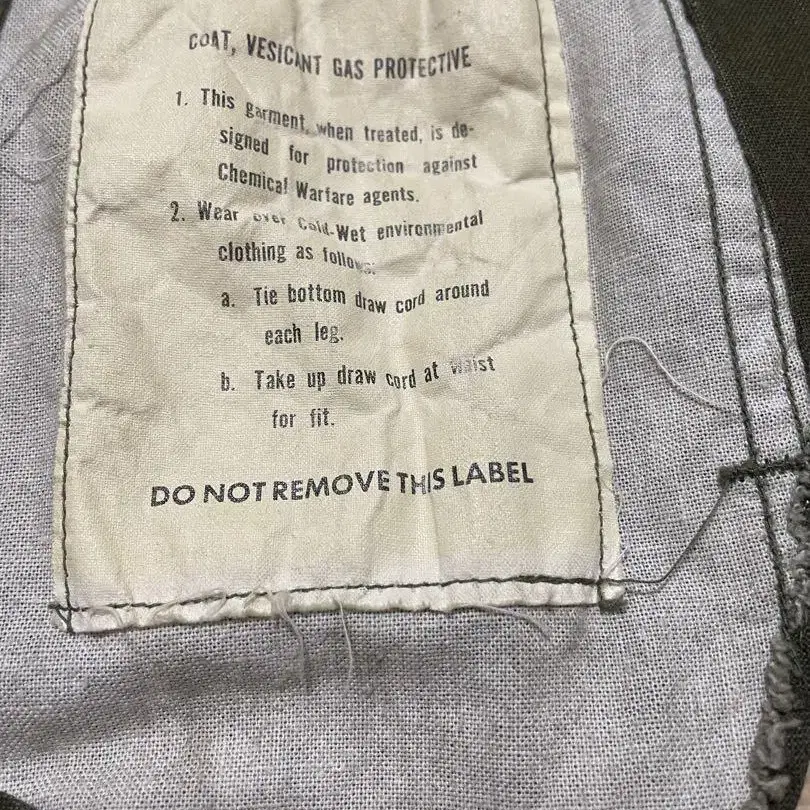 COAT, VESICANT GAS PROTECTIVE
1. This garment, when treated, is de-
signed for protection against
Chemical Warfare agents.
2. Wear over Cold-Wet environmental
clothing as follows:
a. Tie bottom draw cord around
each leg.
b. Take up draw cord at waist
for fit.
DO NOT REMOVE THIS LABEL